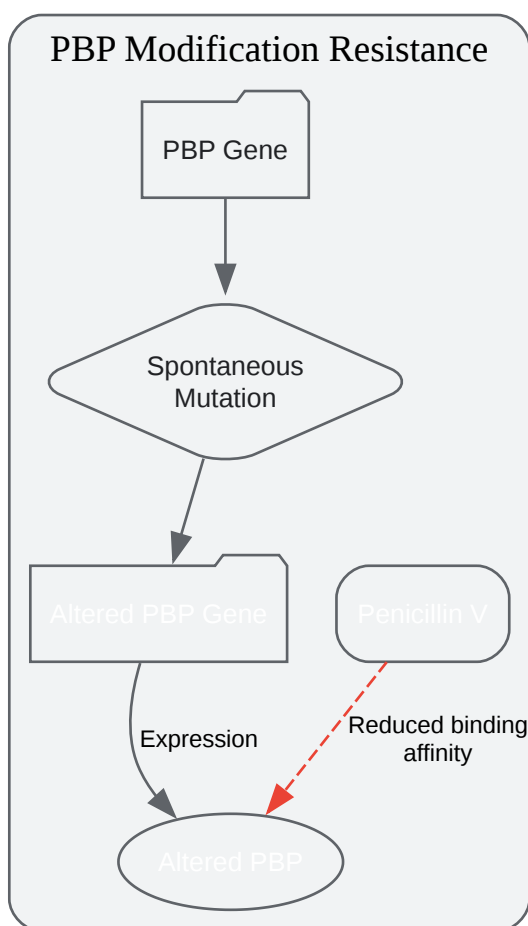 PBP Modification Resistance
PBP Gene
Spontaneous
Mutation
Altered PBP Gene
Penicillin V
Expression
Reduced binding
affinity
Altered PBP